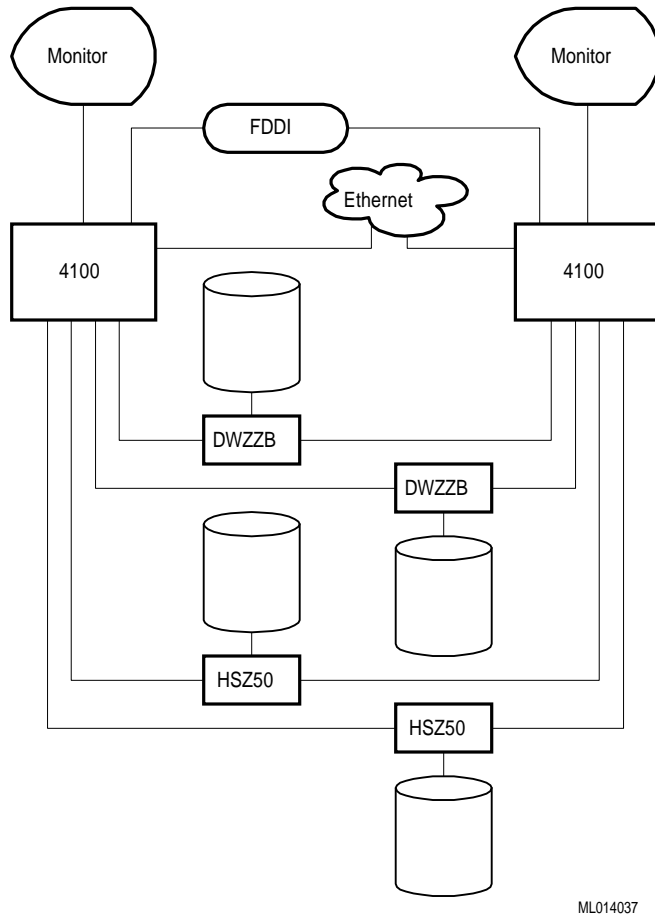 Monitor
Monitor
FDDI
Ethernet
4100
4100
DWZZB
DWZZB
HSZ50
HSZ50
ML014037